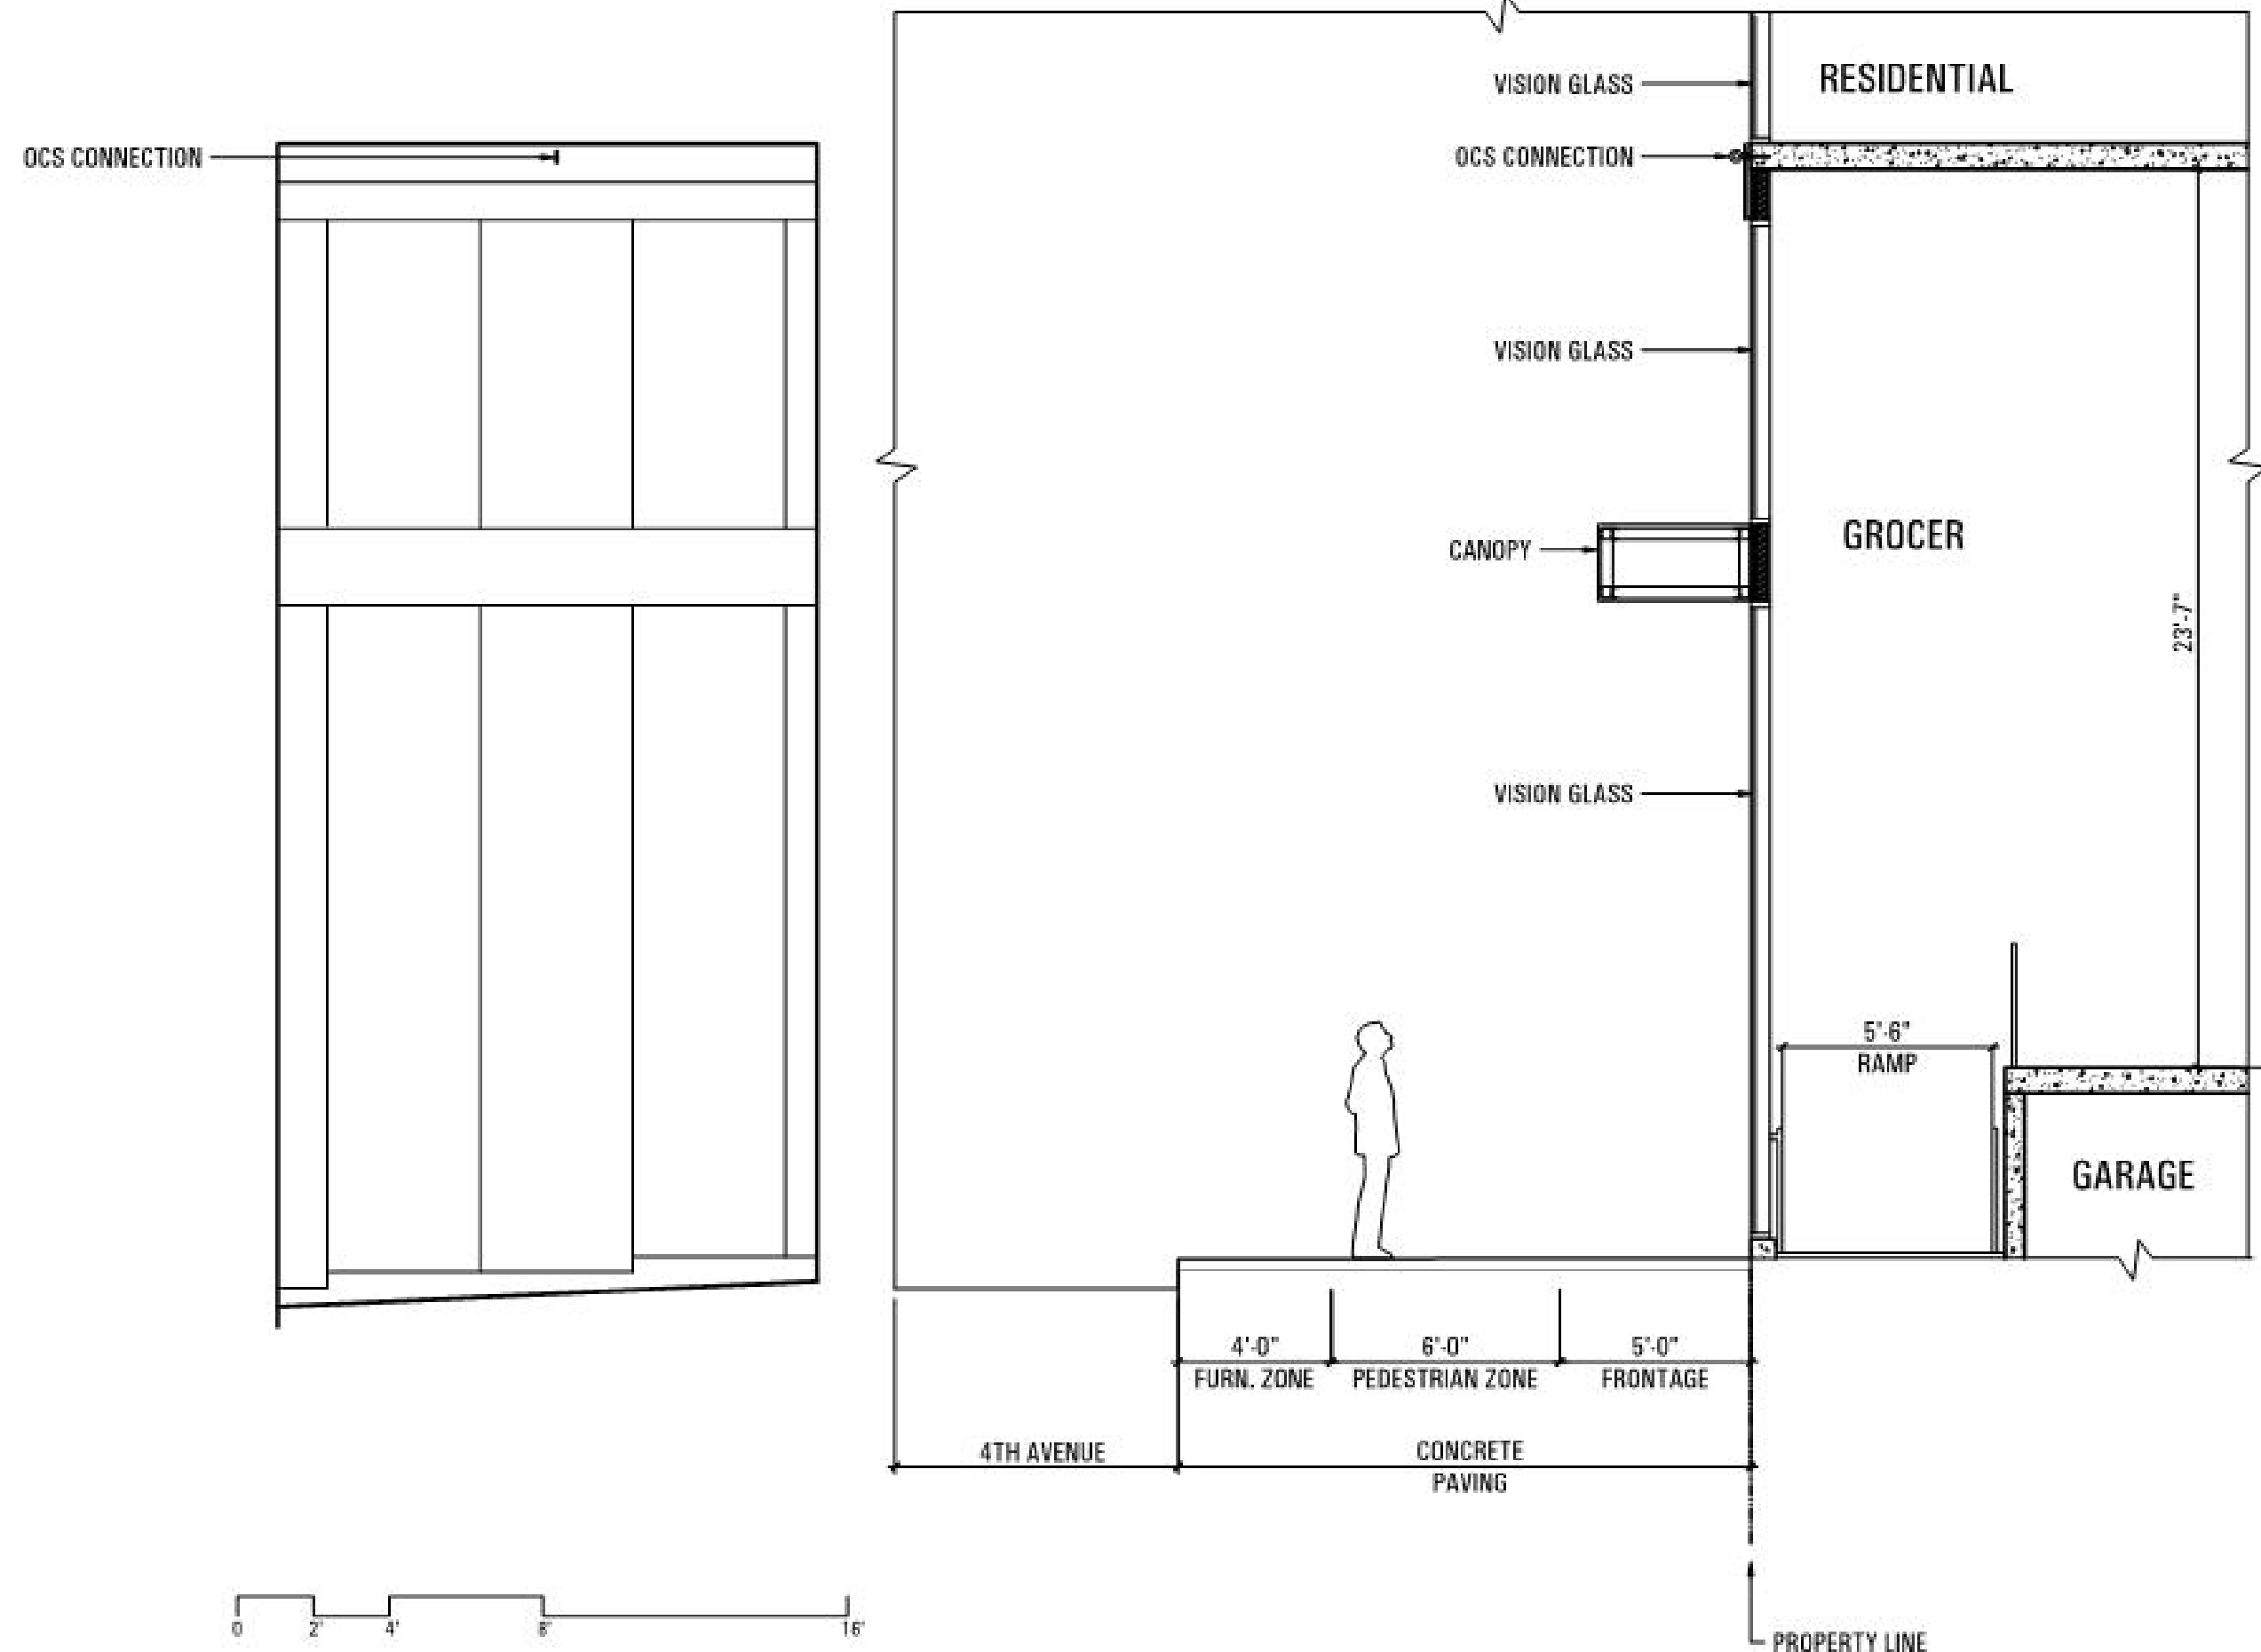 VISION GLASS
RESIDENTIAL
OCS CONNECTION
OCS CONNECTION
VISION GLASS
CANOPY
GROCER
23'-7"
VISION GLASS
5'-6"
RAMP
GARAGE
4'-0"
6'-0"
5'-0"
FURN. ZONE
PEDESTRIAN ZONE
FRONTAGE
4TH AVENUE
CONCRETE
PAVING
0
2'
4'
8'
16'
PROPERTY LINE